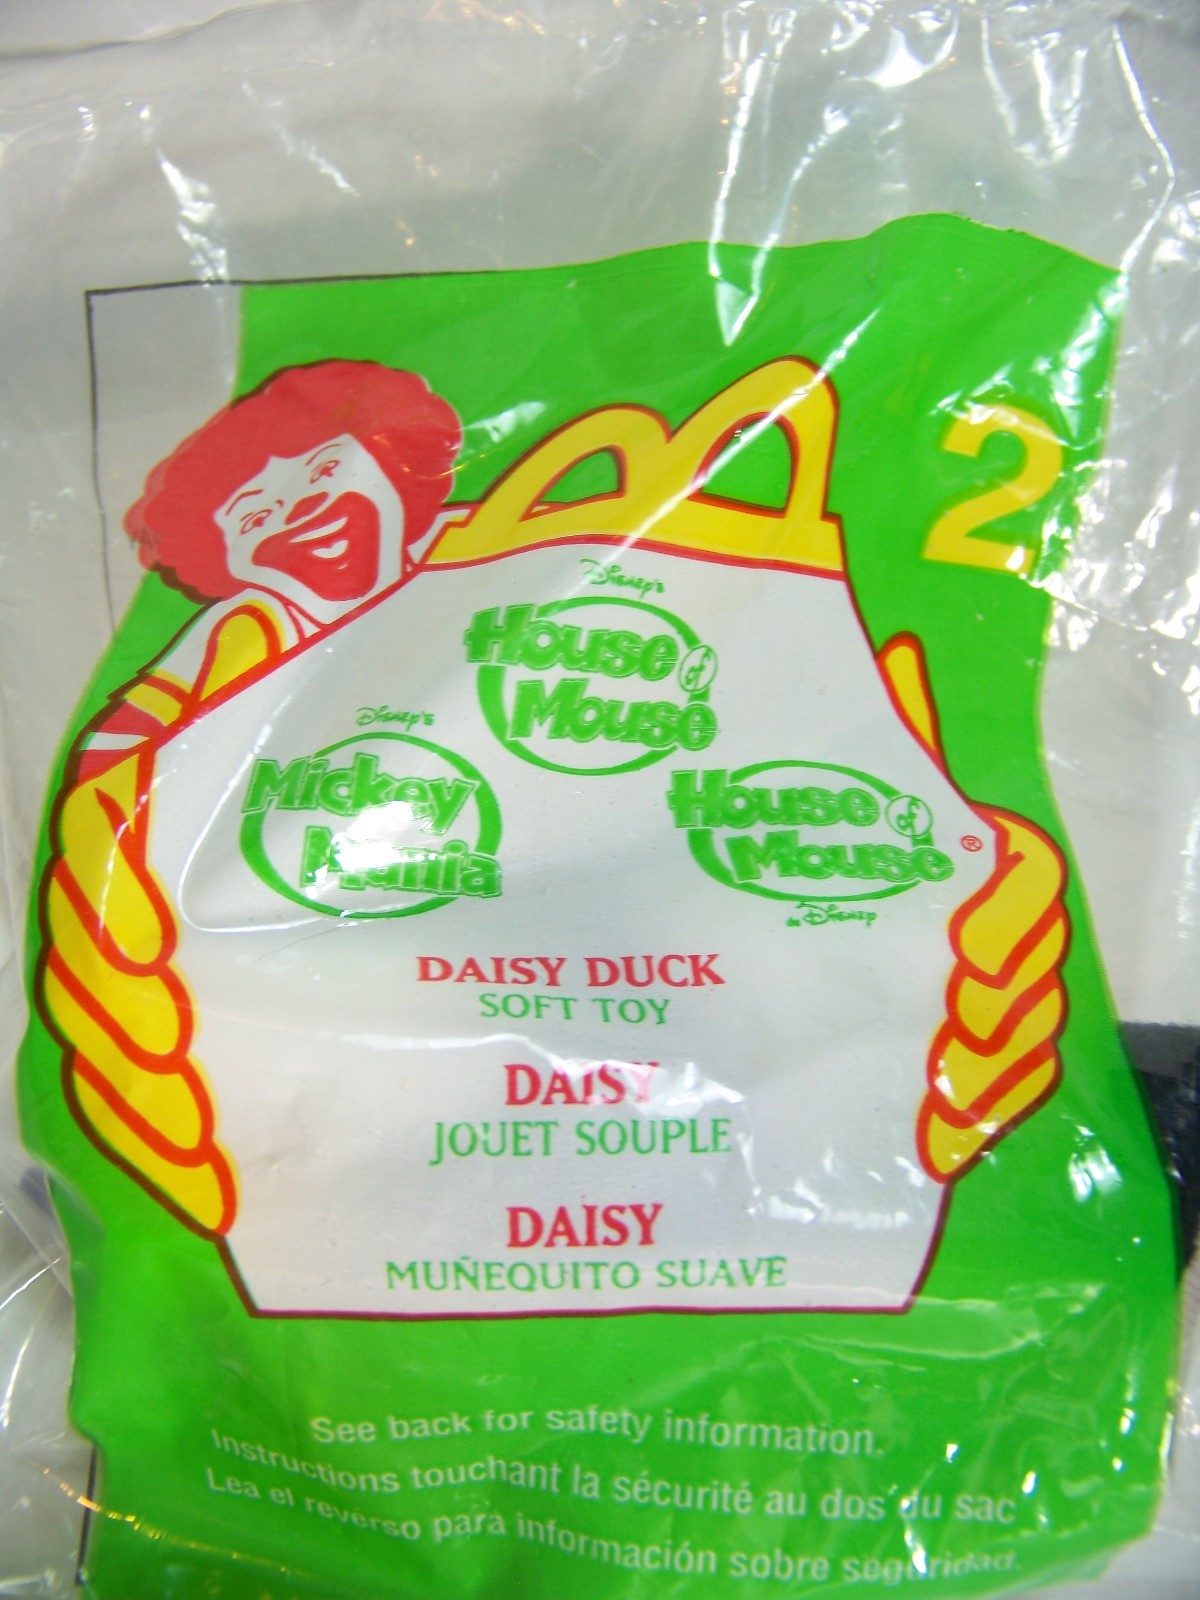 2
Disney's
House of
Mouse
Disney's
Mickey
Mania
House of
Mouse ®
de Disney
DAISY DUCK
SOFT TOY
DAISY
JOUET SOUPLE
DAISY
MUÑEQUITO SUAVE
See back for safety information.
Instructions touchant la sécurité au dos du sac
Lea el reverso para información sobre seguridad.